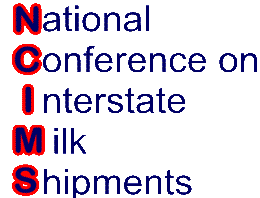 National
Conference on
Interstate
Milk
Shipments